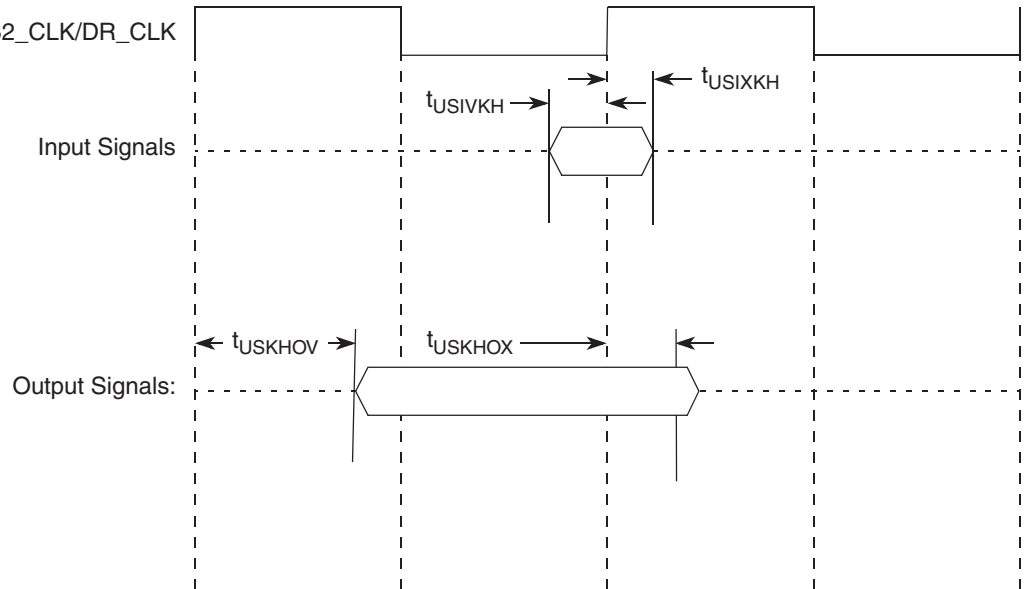 2_CLK/DR_CLK
tUSIXKH
tUSIVKH
Input Signals
tUSKHOV
tUSKHOX
Output Signals: